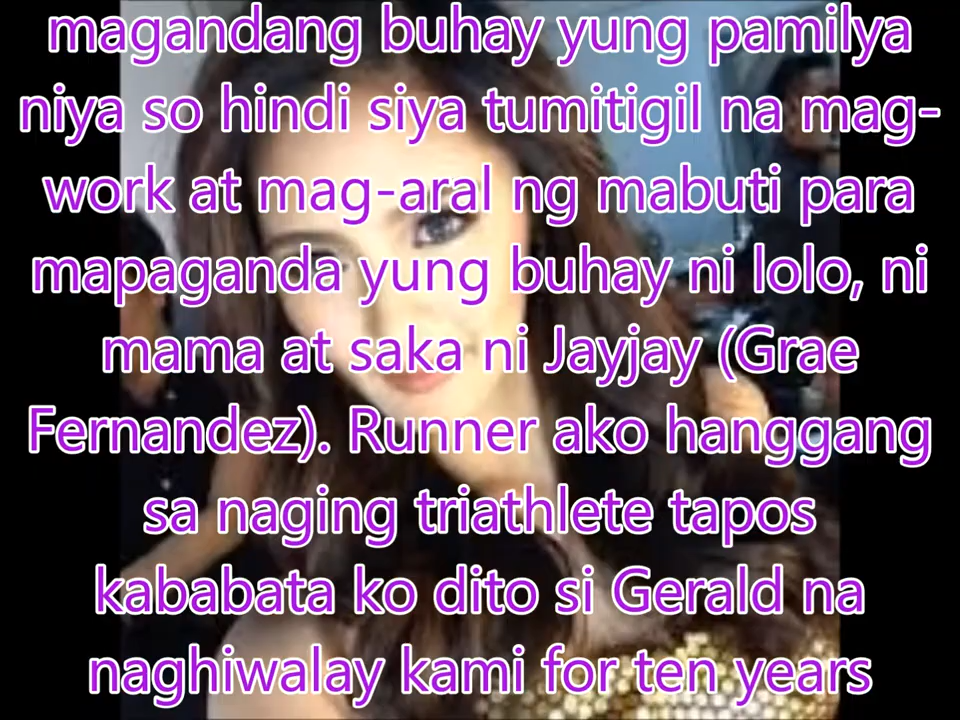 magandang buhay yung pamilya
niya so hindi siya tumitigil na mag-
work at mag-aral ng mabuti para
mapaganda yung buhay ni lolo, ni
mama at saka ni Jayjay (Grae
Fernandez). Runner ako hanggang
sa naging triathlete tapos
kababata ko dito si Gerald na
naghiwalay kami for ten years